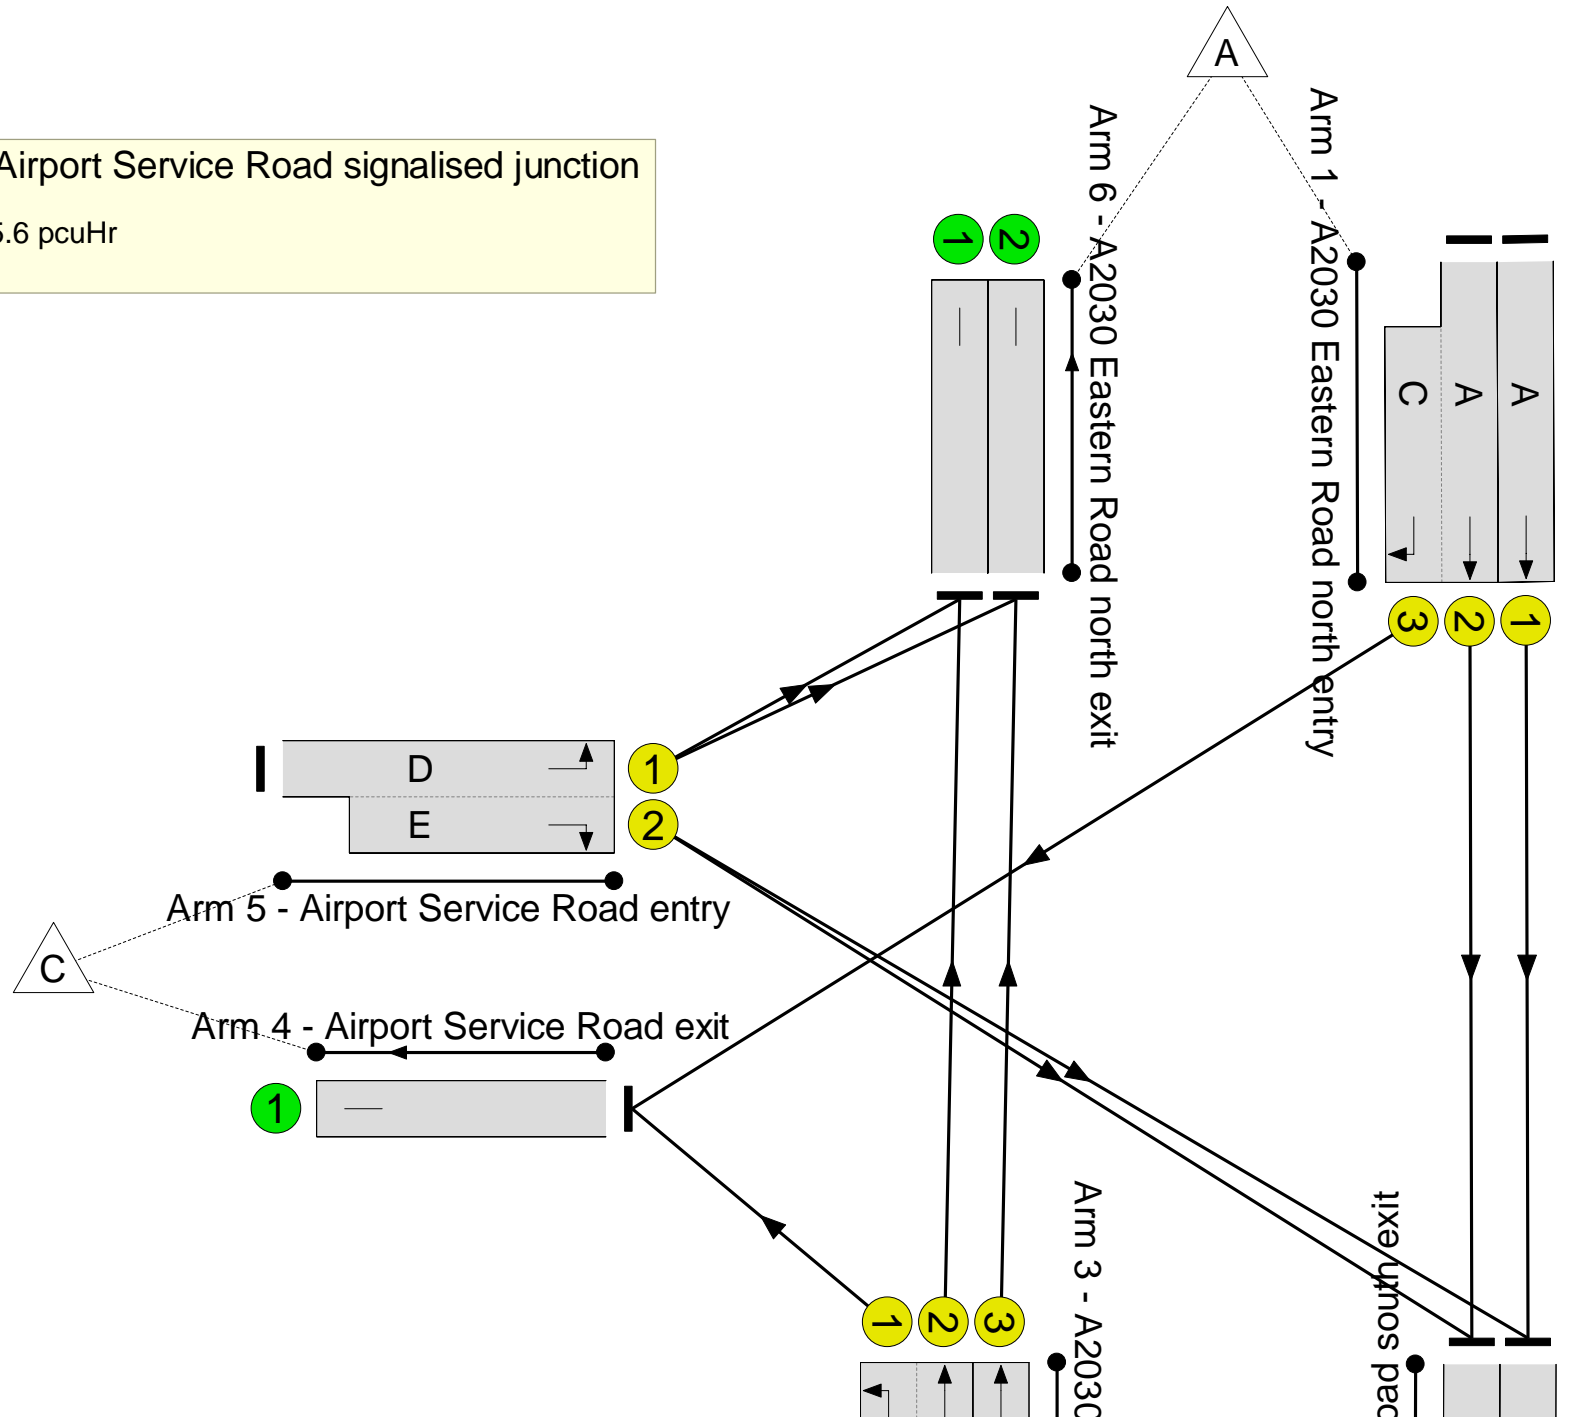 A
Airport Service Road signalised junction
5.6 pcuHr
Arm 6 - A2030 Eastern Road north exit
1
2
Arm 1 - A2030 Eastern Road north entry
C
A
A
3
2
1
D
E
1
2
Arm 5 - Airport Service Road entry
C
Arm 4 - Airport Service Road exit
1
1
2
3
Arm 3 - A2030
oad south exit